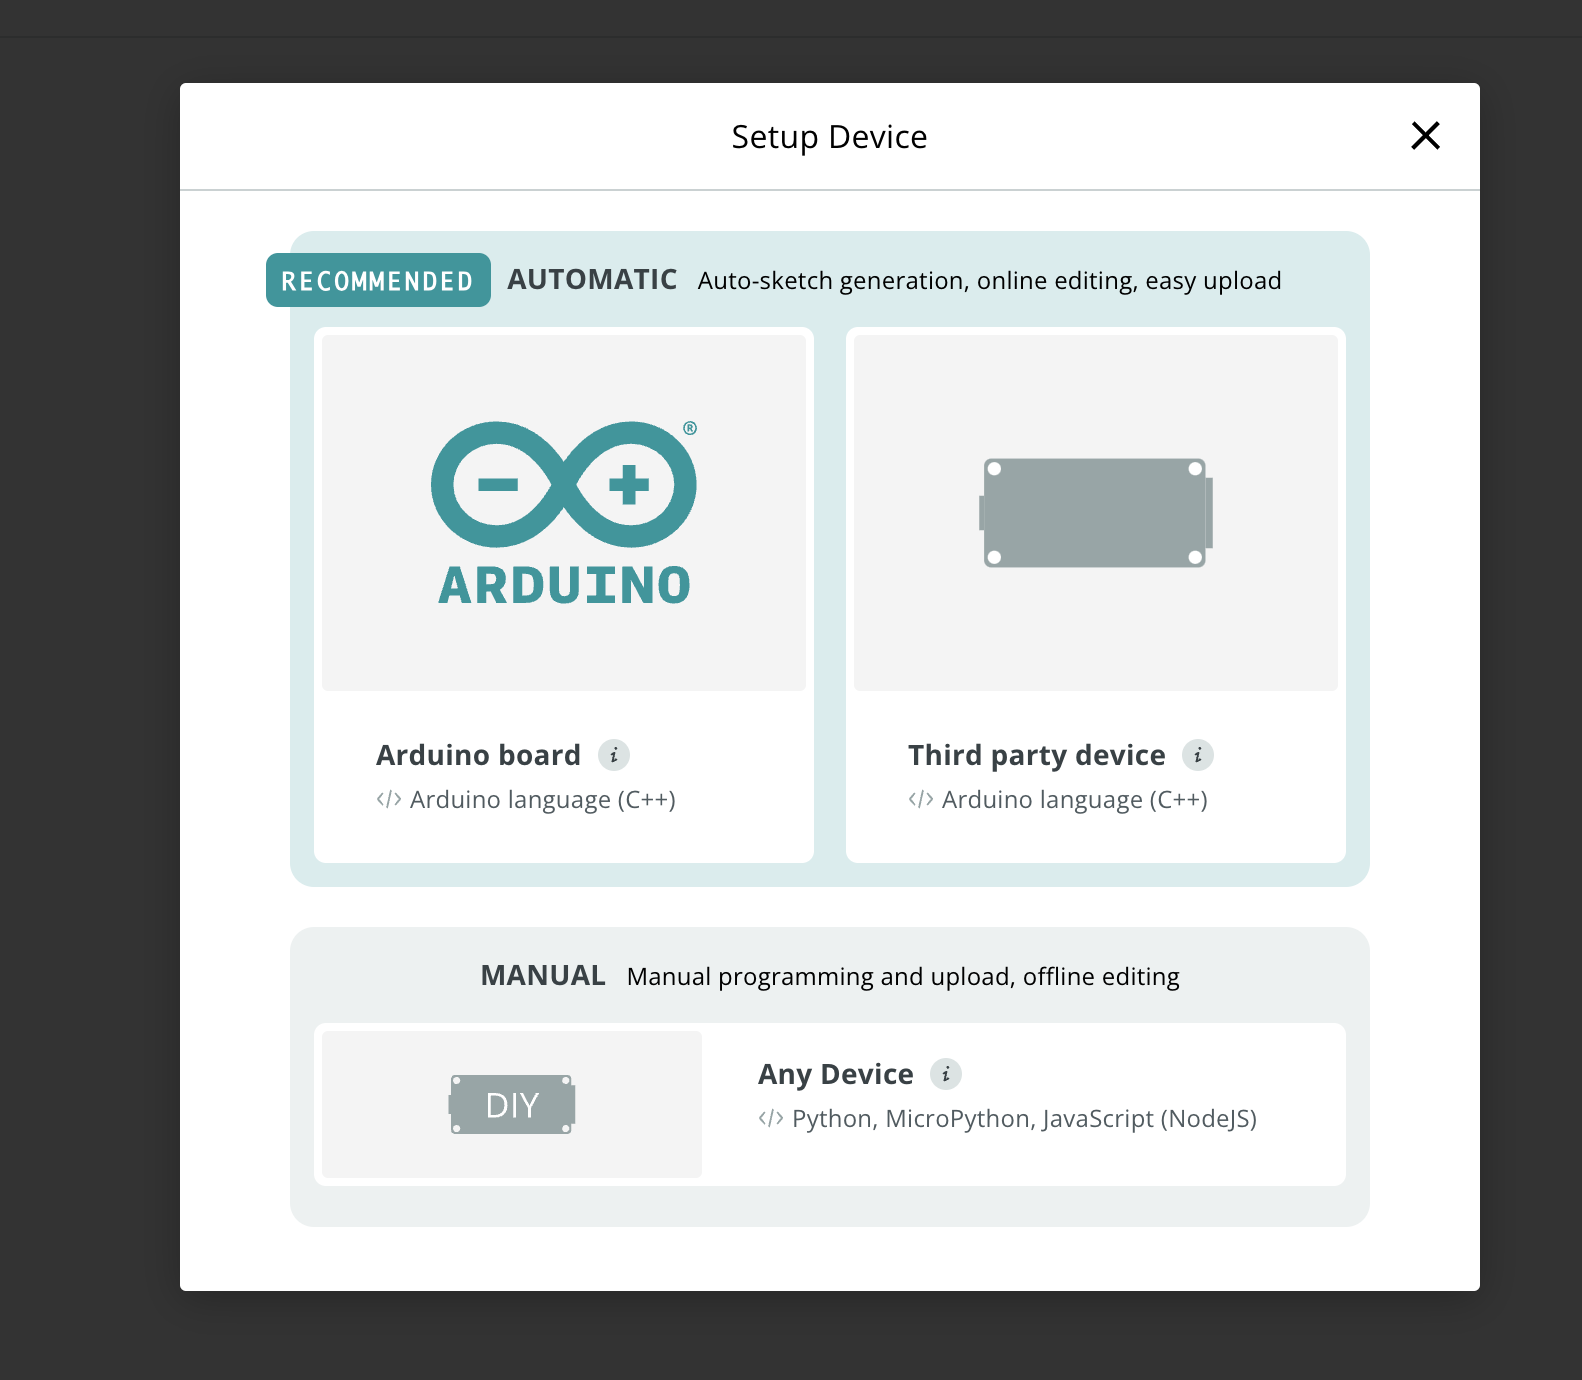 Setup Device
RECOMMENDED AUTOMATIC Auto-sketch generation, online editing, easy upload
®
ARDUINO
Arduino board i
</> Arduino language (C++)
Third party device i
</> Arduino language (C++)
MANUAL Manual programming and upload, offline editing
DIY
Any Device i
</> Python, MicroPython, JavaScript (NodeJS)